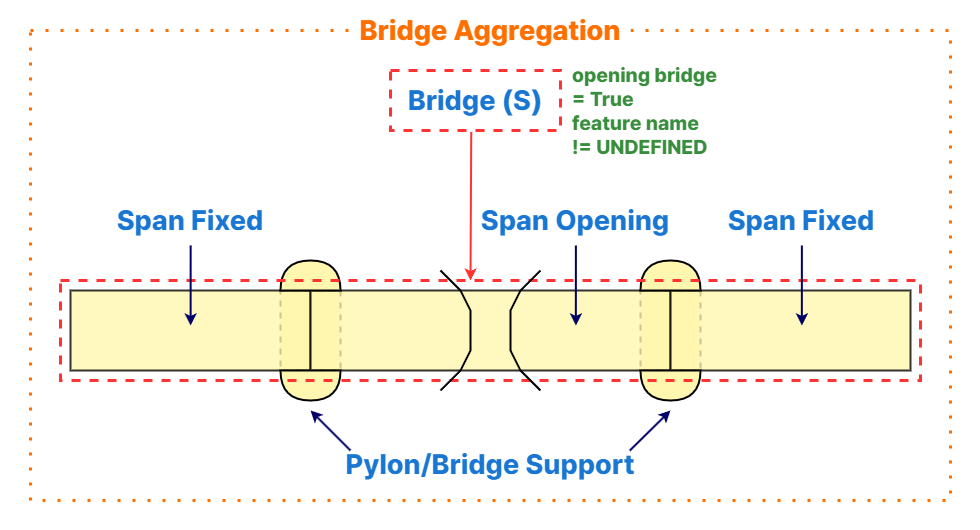 Bridge Aggregation
Bridge (S)
opening bridge
= True
feature name
!= UNDEFINED
Span Fixed
Span Opening
Span Fixed
Pylon/Bridge Support